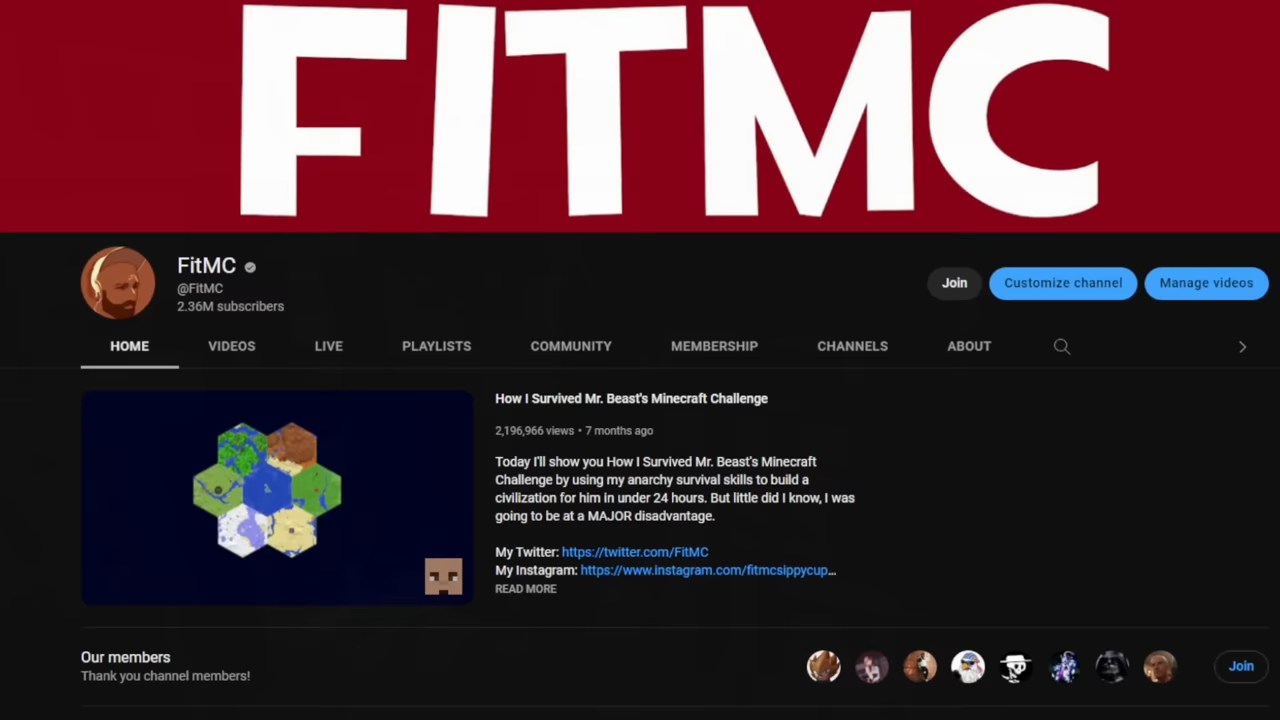 FITMC
FitMC
@FitMC
2.36M subscribers
Join
Customize channel
Manage videos
HOME
VIDEOS
LIVE
PLAYLISTS
COMMUNITY
MEMBERSHIP
CHANNELS
ABOUT
How I Survived Mr. Beast's Minecraft Challenge
2,196,966 views • 7 months ago
Today I'll show you How I Survived Mr. Beast's Minecraft
Challenge by using my anarchy survival skills to build a
civilization for him in under 24 hours. But little did I know, I was
going to be at a MAJOR disadvantage.
My Twitter: https://twitter.com/FitMC
My Instagram: https://www.instagram.com/fitmcsippycup...
READ MORE
Our members
Thank you channel members!
Join